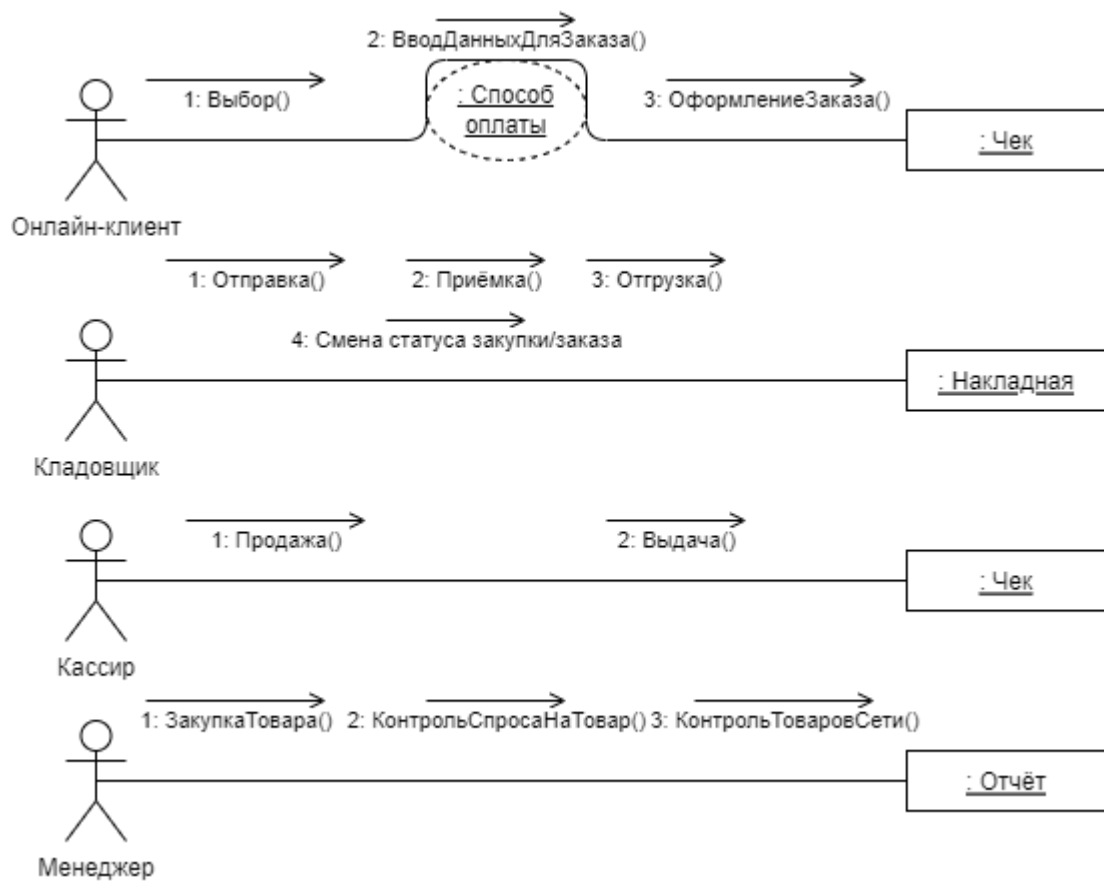 2: ВводДанныхДляЗаказа()
1: Выбор()
: Способ
оплаты
3: ОформлениеЗаказа()
: Чек
Онлайн-клиент
1: Отправка()
2: Приёмка()
3: Отгрузка()
4: Смена статуса закупки/заказа
: Накладная
Кладовщик
1: Продажа()
2: Выдача()
: Чек
Кассир
1: ЗакупкаТовара()
2: КонтрольСпросаНаТовар()
3: КонтрольТоваровСети()
: Отчёт
Менеджер